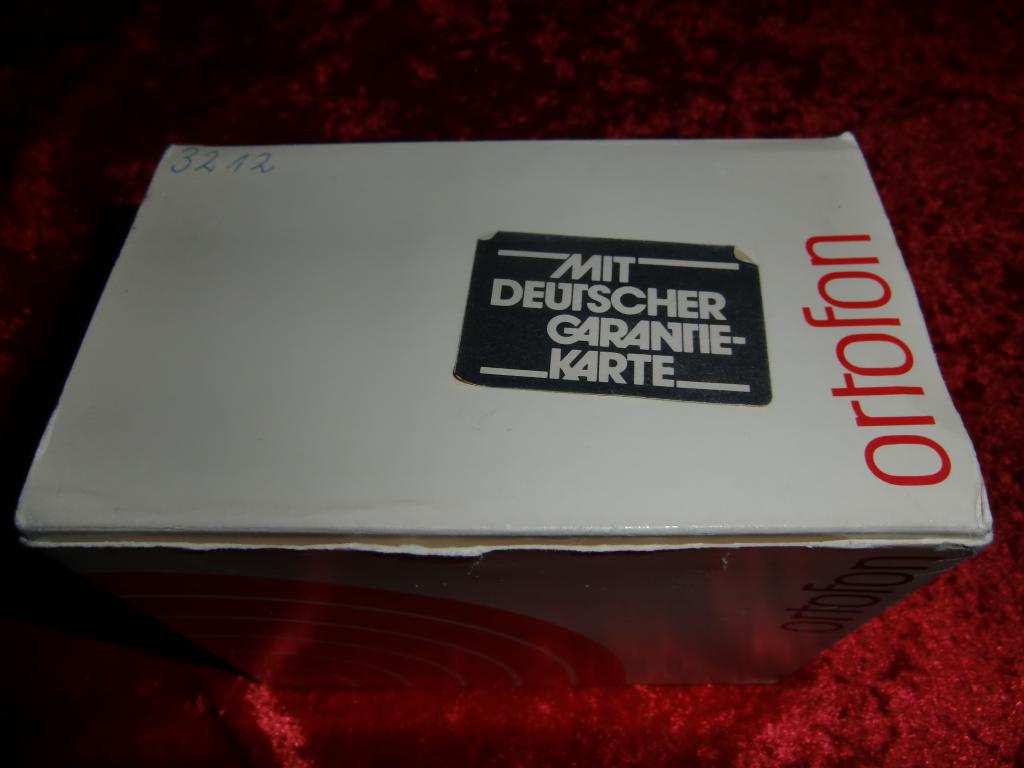 3212
MIT
DEUTSCHER
GARANTIE-
KARTE
ortofon
ortofon